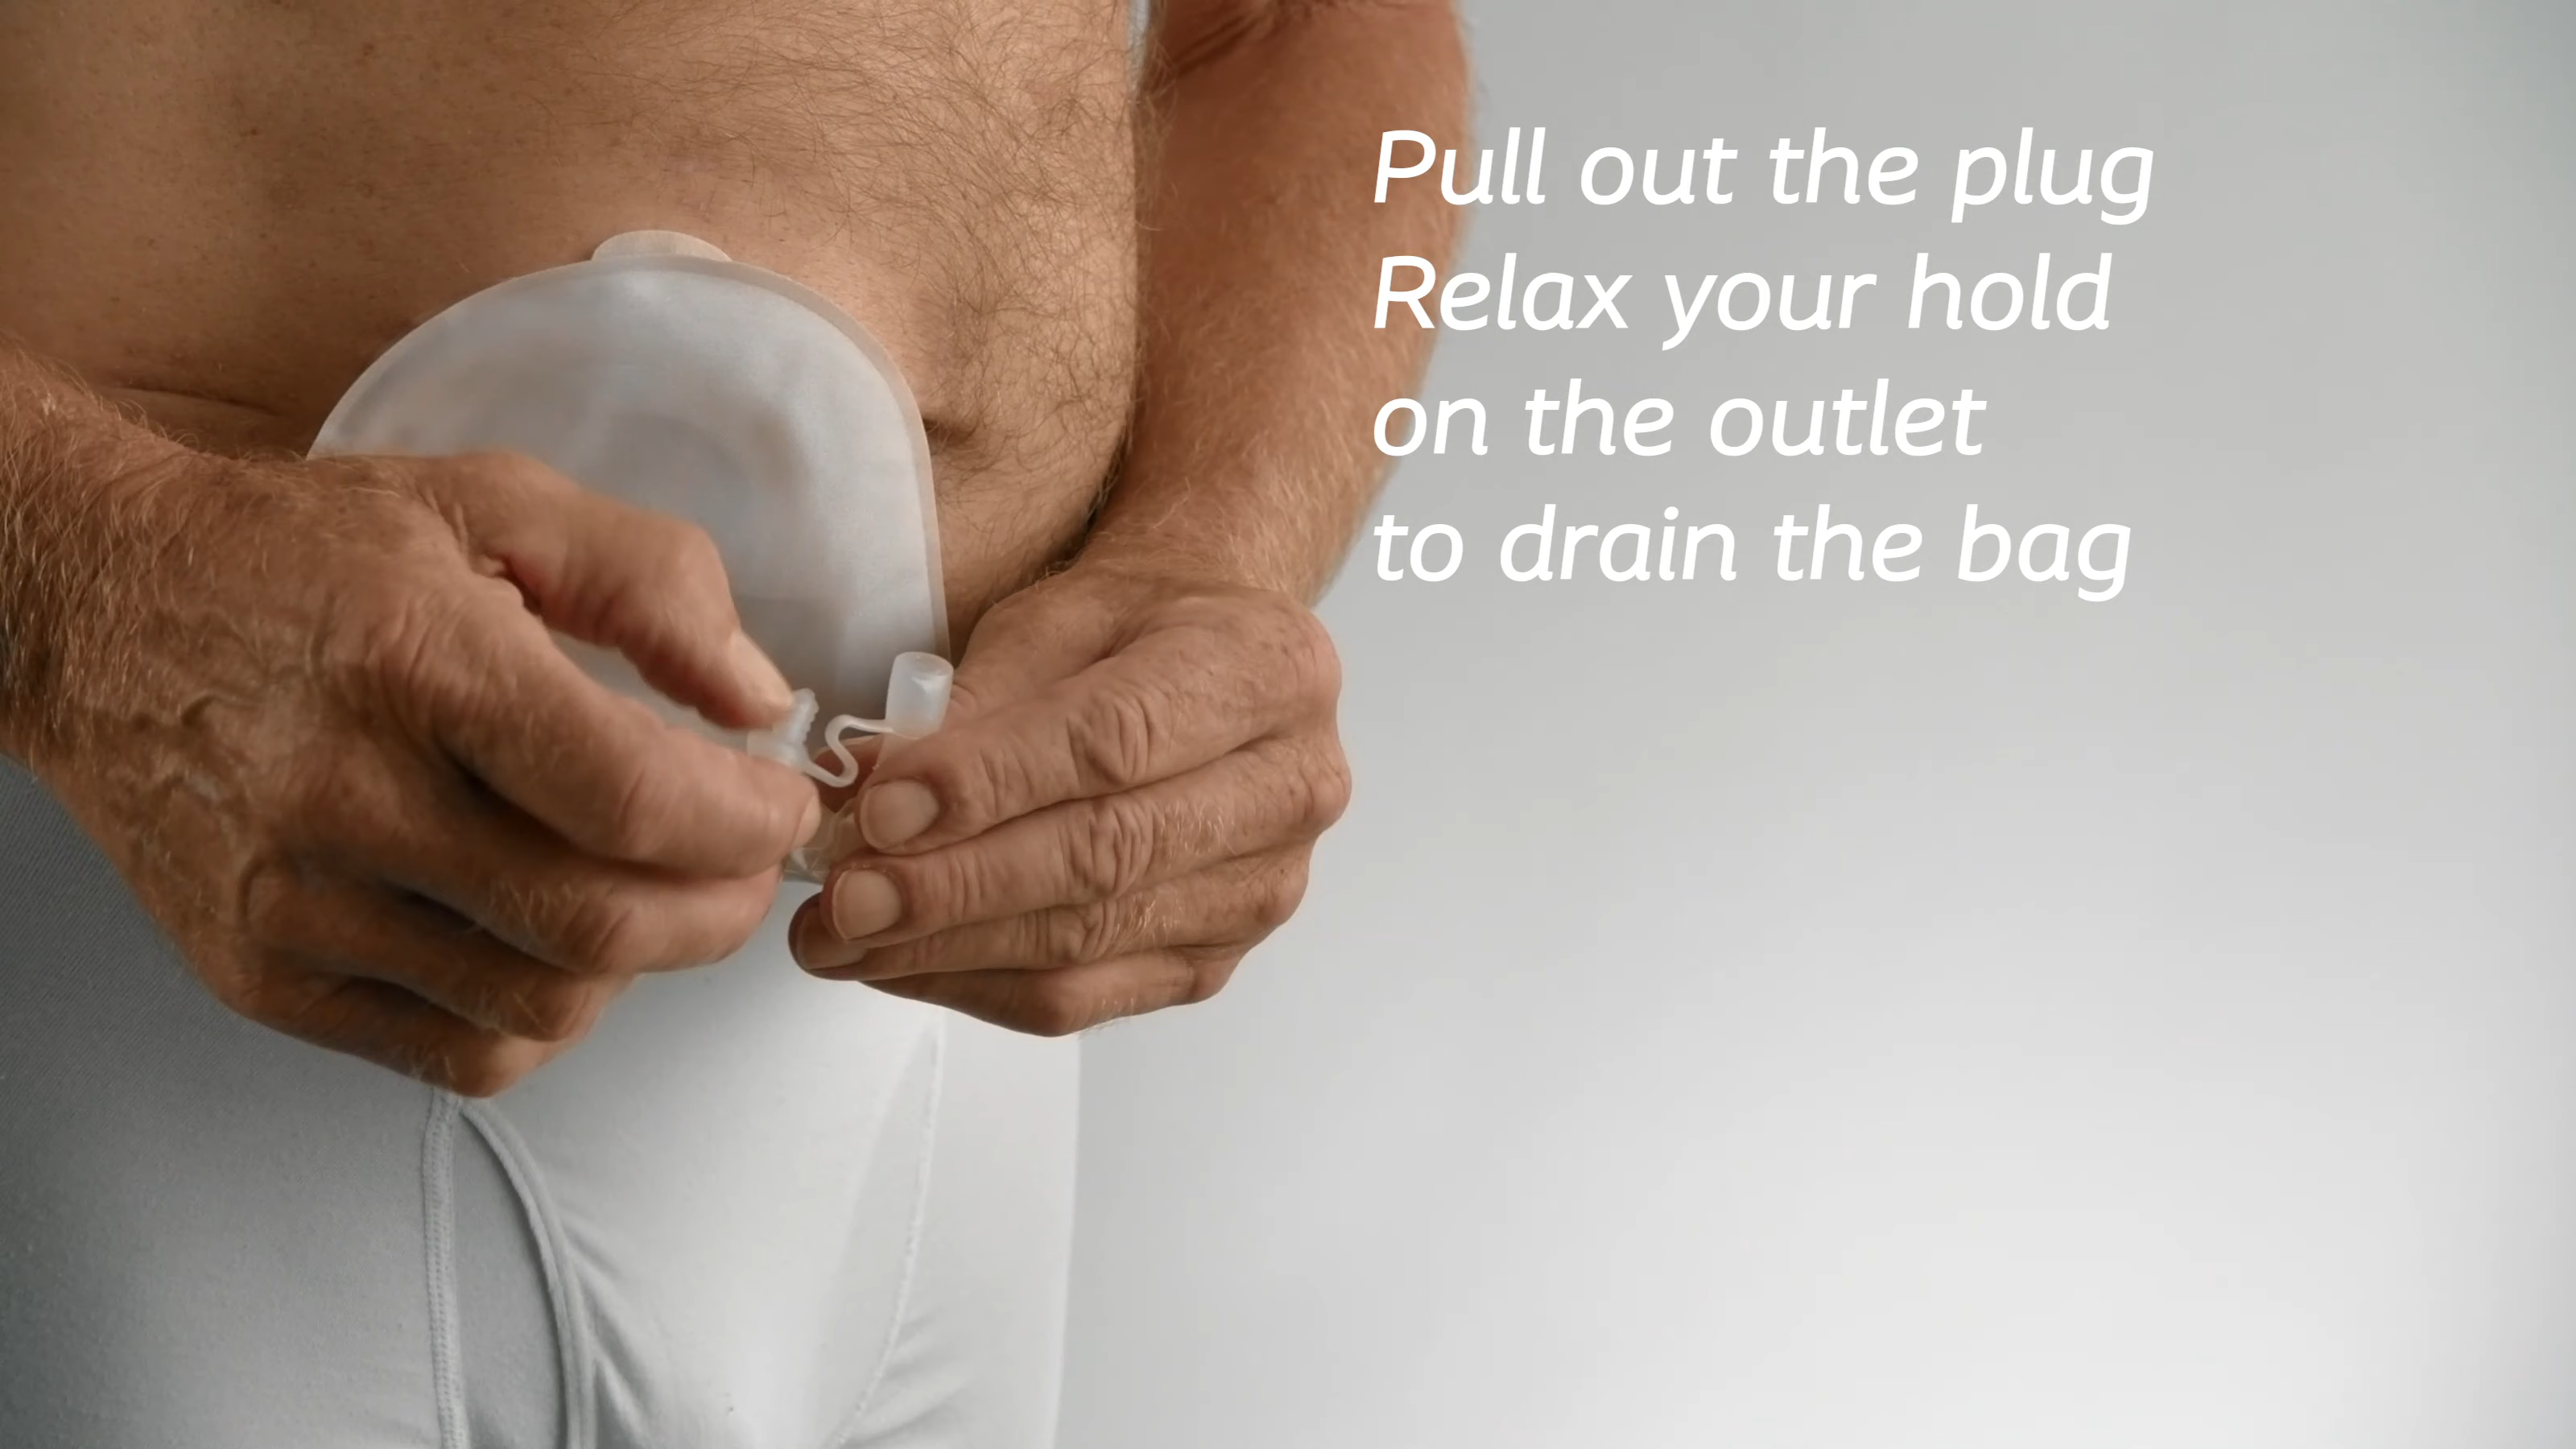 Pull out the plug
Relax your hold
on the outlet
to drain the bag